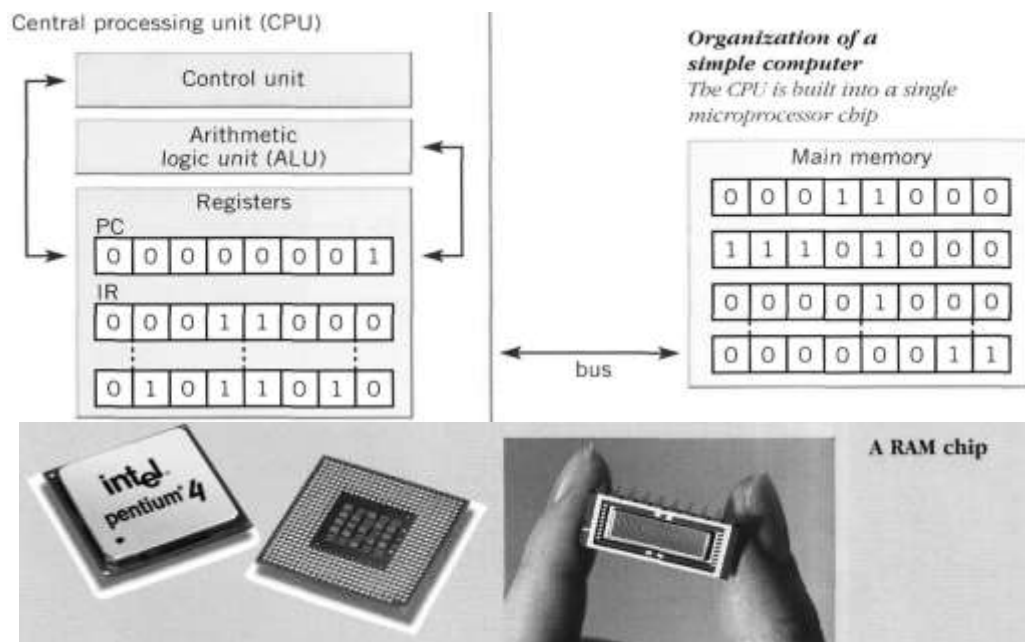 Central processing unit (CPU)
Control unit
Arithmetic
logic unit (ALU)
Registers
PC
0 0 0 0 0 0 0 1
IR
0 0 0 1 1 0 0 0
0 1 0 1 1 0 1 0
bus
Organization of a
simple computer
The CPU is built into a single
microprocessor chip
Main memory
0 0 0 1 1 0 0 0
1 1 1 0 1 0 0 0
0 0 0 0 1 0 0 0
0 0 0 0 0 0 1 1
intel
pentium 4
A RAM chip